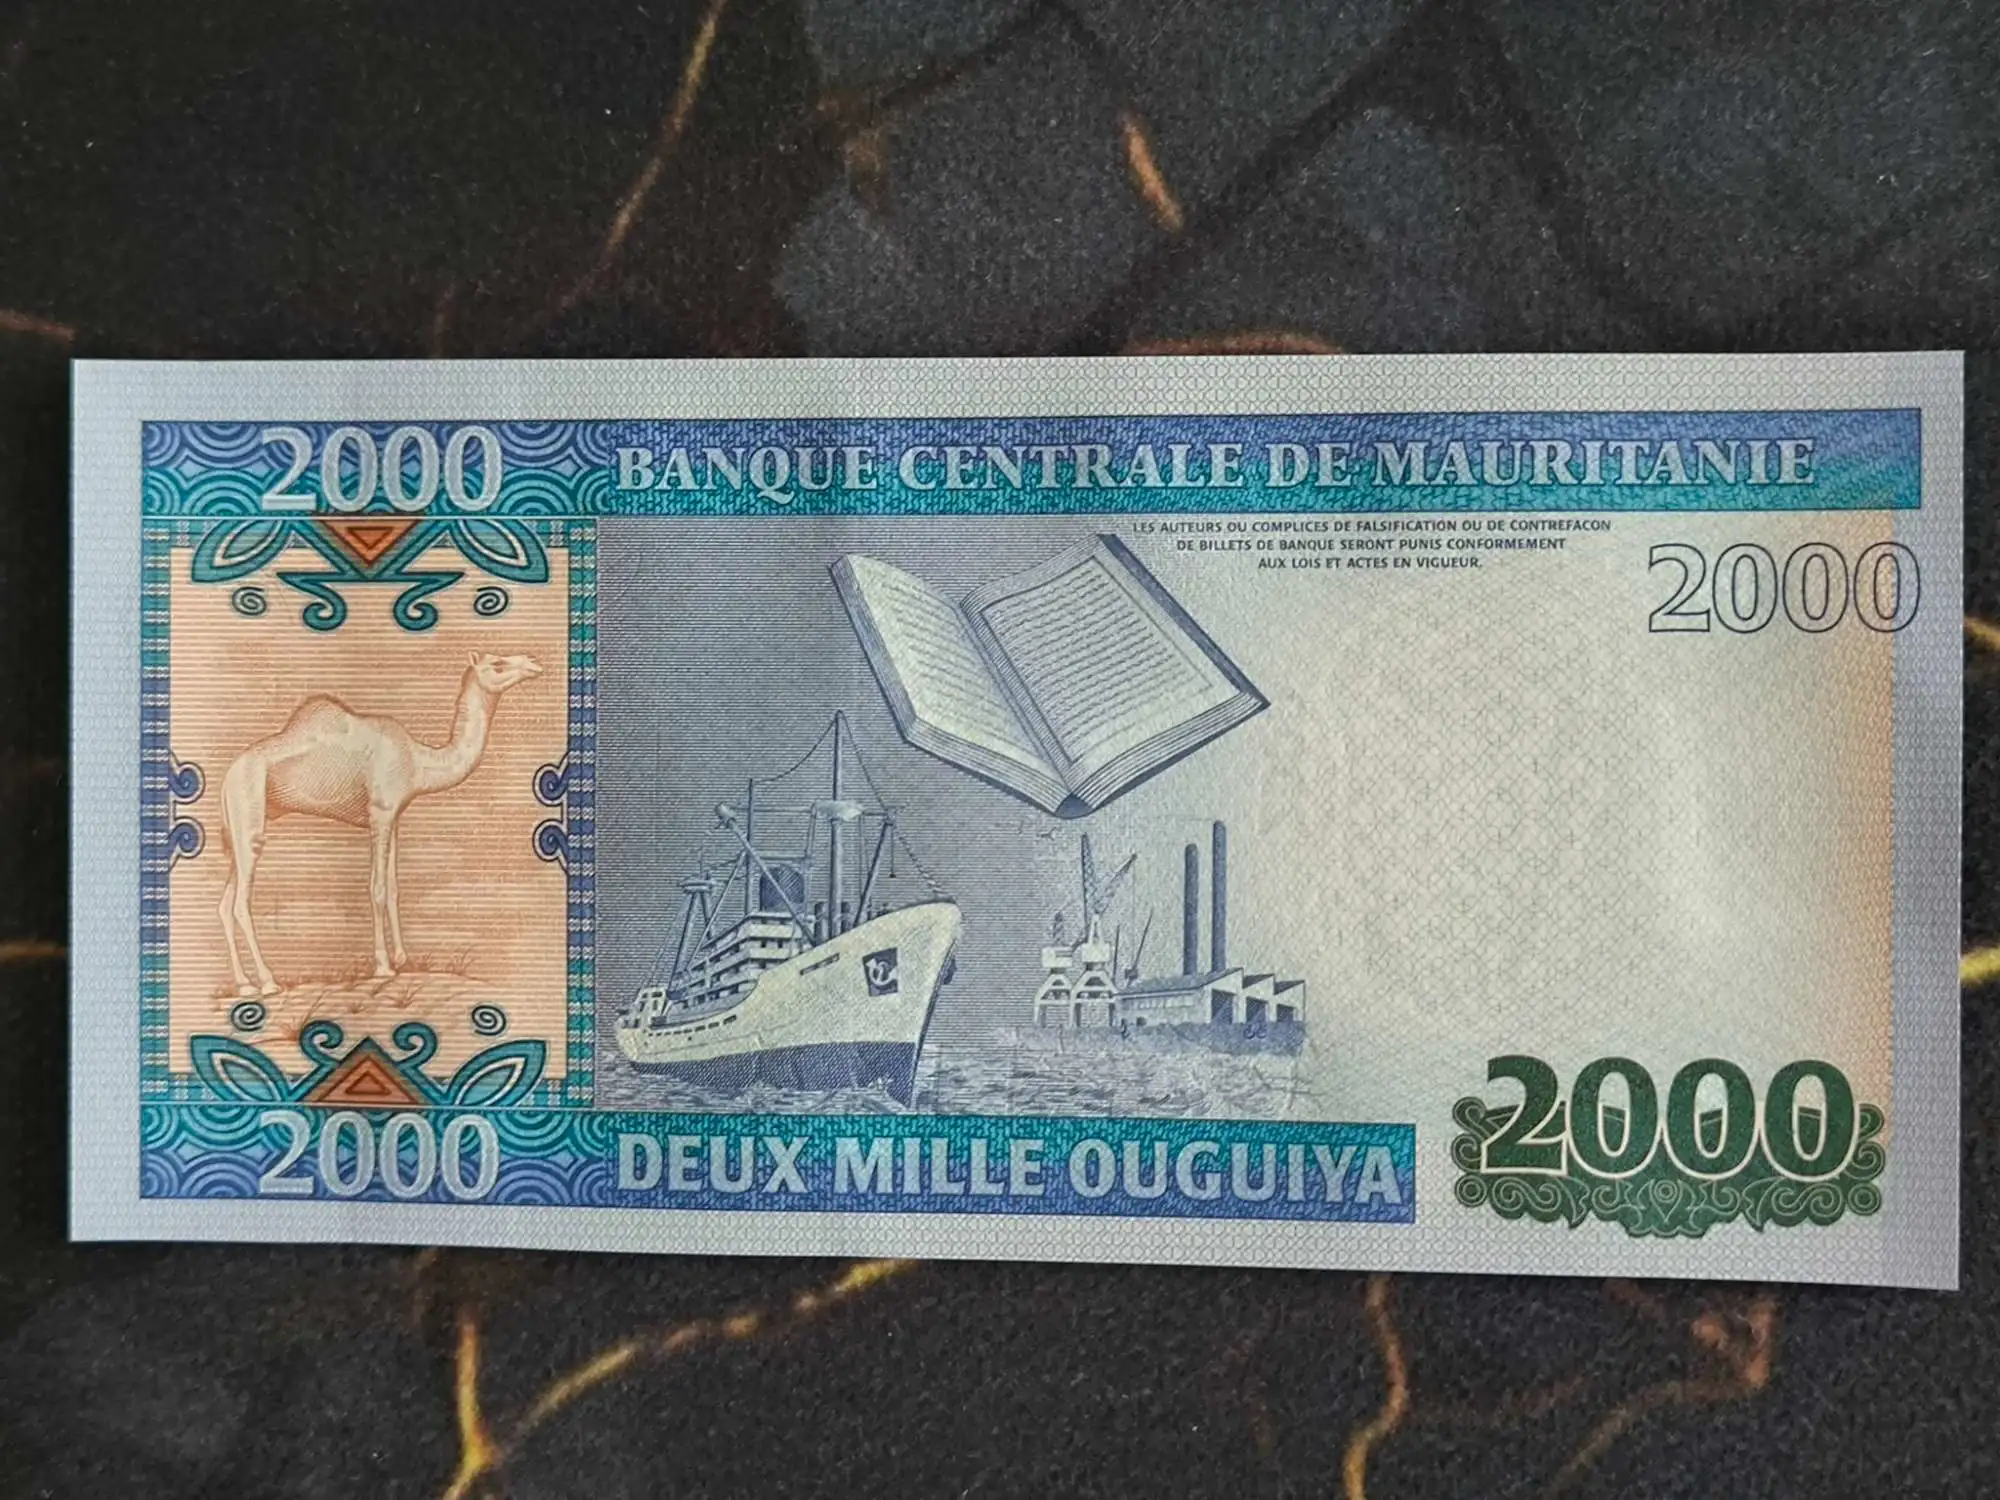 2000
BANQUE CENTRALE DE MAURITANIE
LES AUTEURS OU COMPLICES DE FALSIFICATION OU DE CONTREFACON
DE BILLETS DE BANQUE SERONT PUNIS CONFORMEMENT
AUX LOIS ET ACTES EN VIGUEUR.
2000
2000
DEUX MILLE OUGUIYA
2000